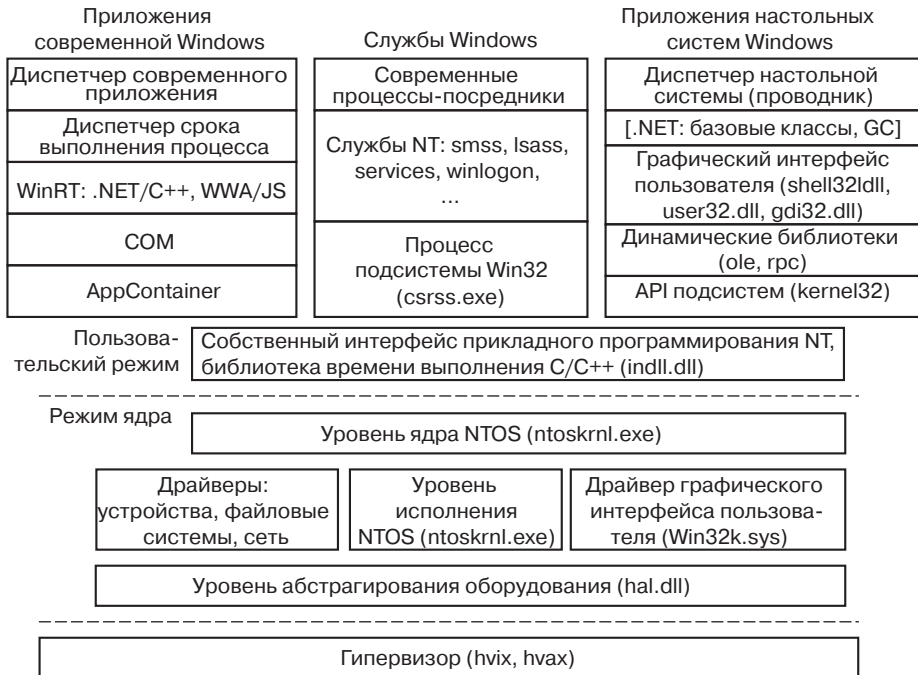 Приложения
современной Windows
Диспетчер современного
приложения
Диспетчер срока
выполнения процесса
WinRT: .NET/C++, WWA/JS
COM
AppContainer
Службы Windows
Современные
процессы-посредники
Службы NT: smss, lsass,
services, winlogon,
...
Процесс
подсистемы Win32
(csrss.exe)
Приложения настольных
систем Windows
Диспетчер настольной
системы (проводник)
[.NET: базовые классы, GC]
Графический интерфейс
пользователя (shell32ldll,
user32.dll, gdi32.dll)
Динамические библиотеки
(ole, rpc)
API подсистем (kernel32)
Пользова-
тельский режим
Собственный интерфейс прикладного программирования NT,
библиотека времени выполнения C/C++ (indll.dll)
Режим ядра
Уровень ядра NTOS (ntoskrnl.exe)
Драйверы:
устройства, файловые
системы, сеть
Уровень
исполнения
NTOS (ntoskrnl.exe)
Драйвер графического
интерфейса пользова-
теля (Win32k.sys)
Уровень абстрагирования оборудования (hal.dll)
Гипервизор (hvix, hvax)